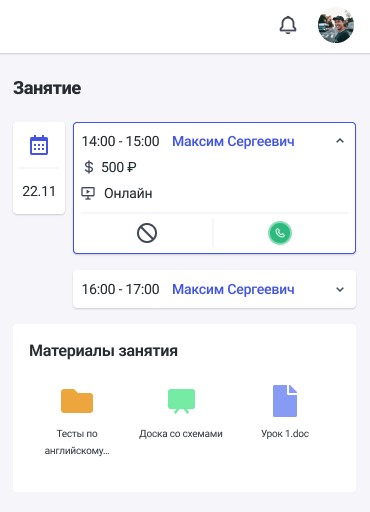 Занятие
14:00 - 15:00 Максим Сергеевич
$ 500 ₽
22.11
Онлайн
16:00 - 17:00 Максим Сергеевич
Материалы занятия
Тесты по
английскому...
Доска со схемами
Урок 1.doc